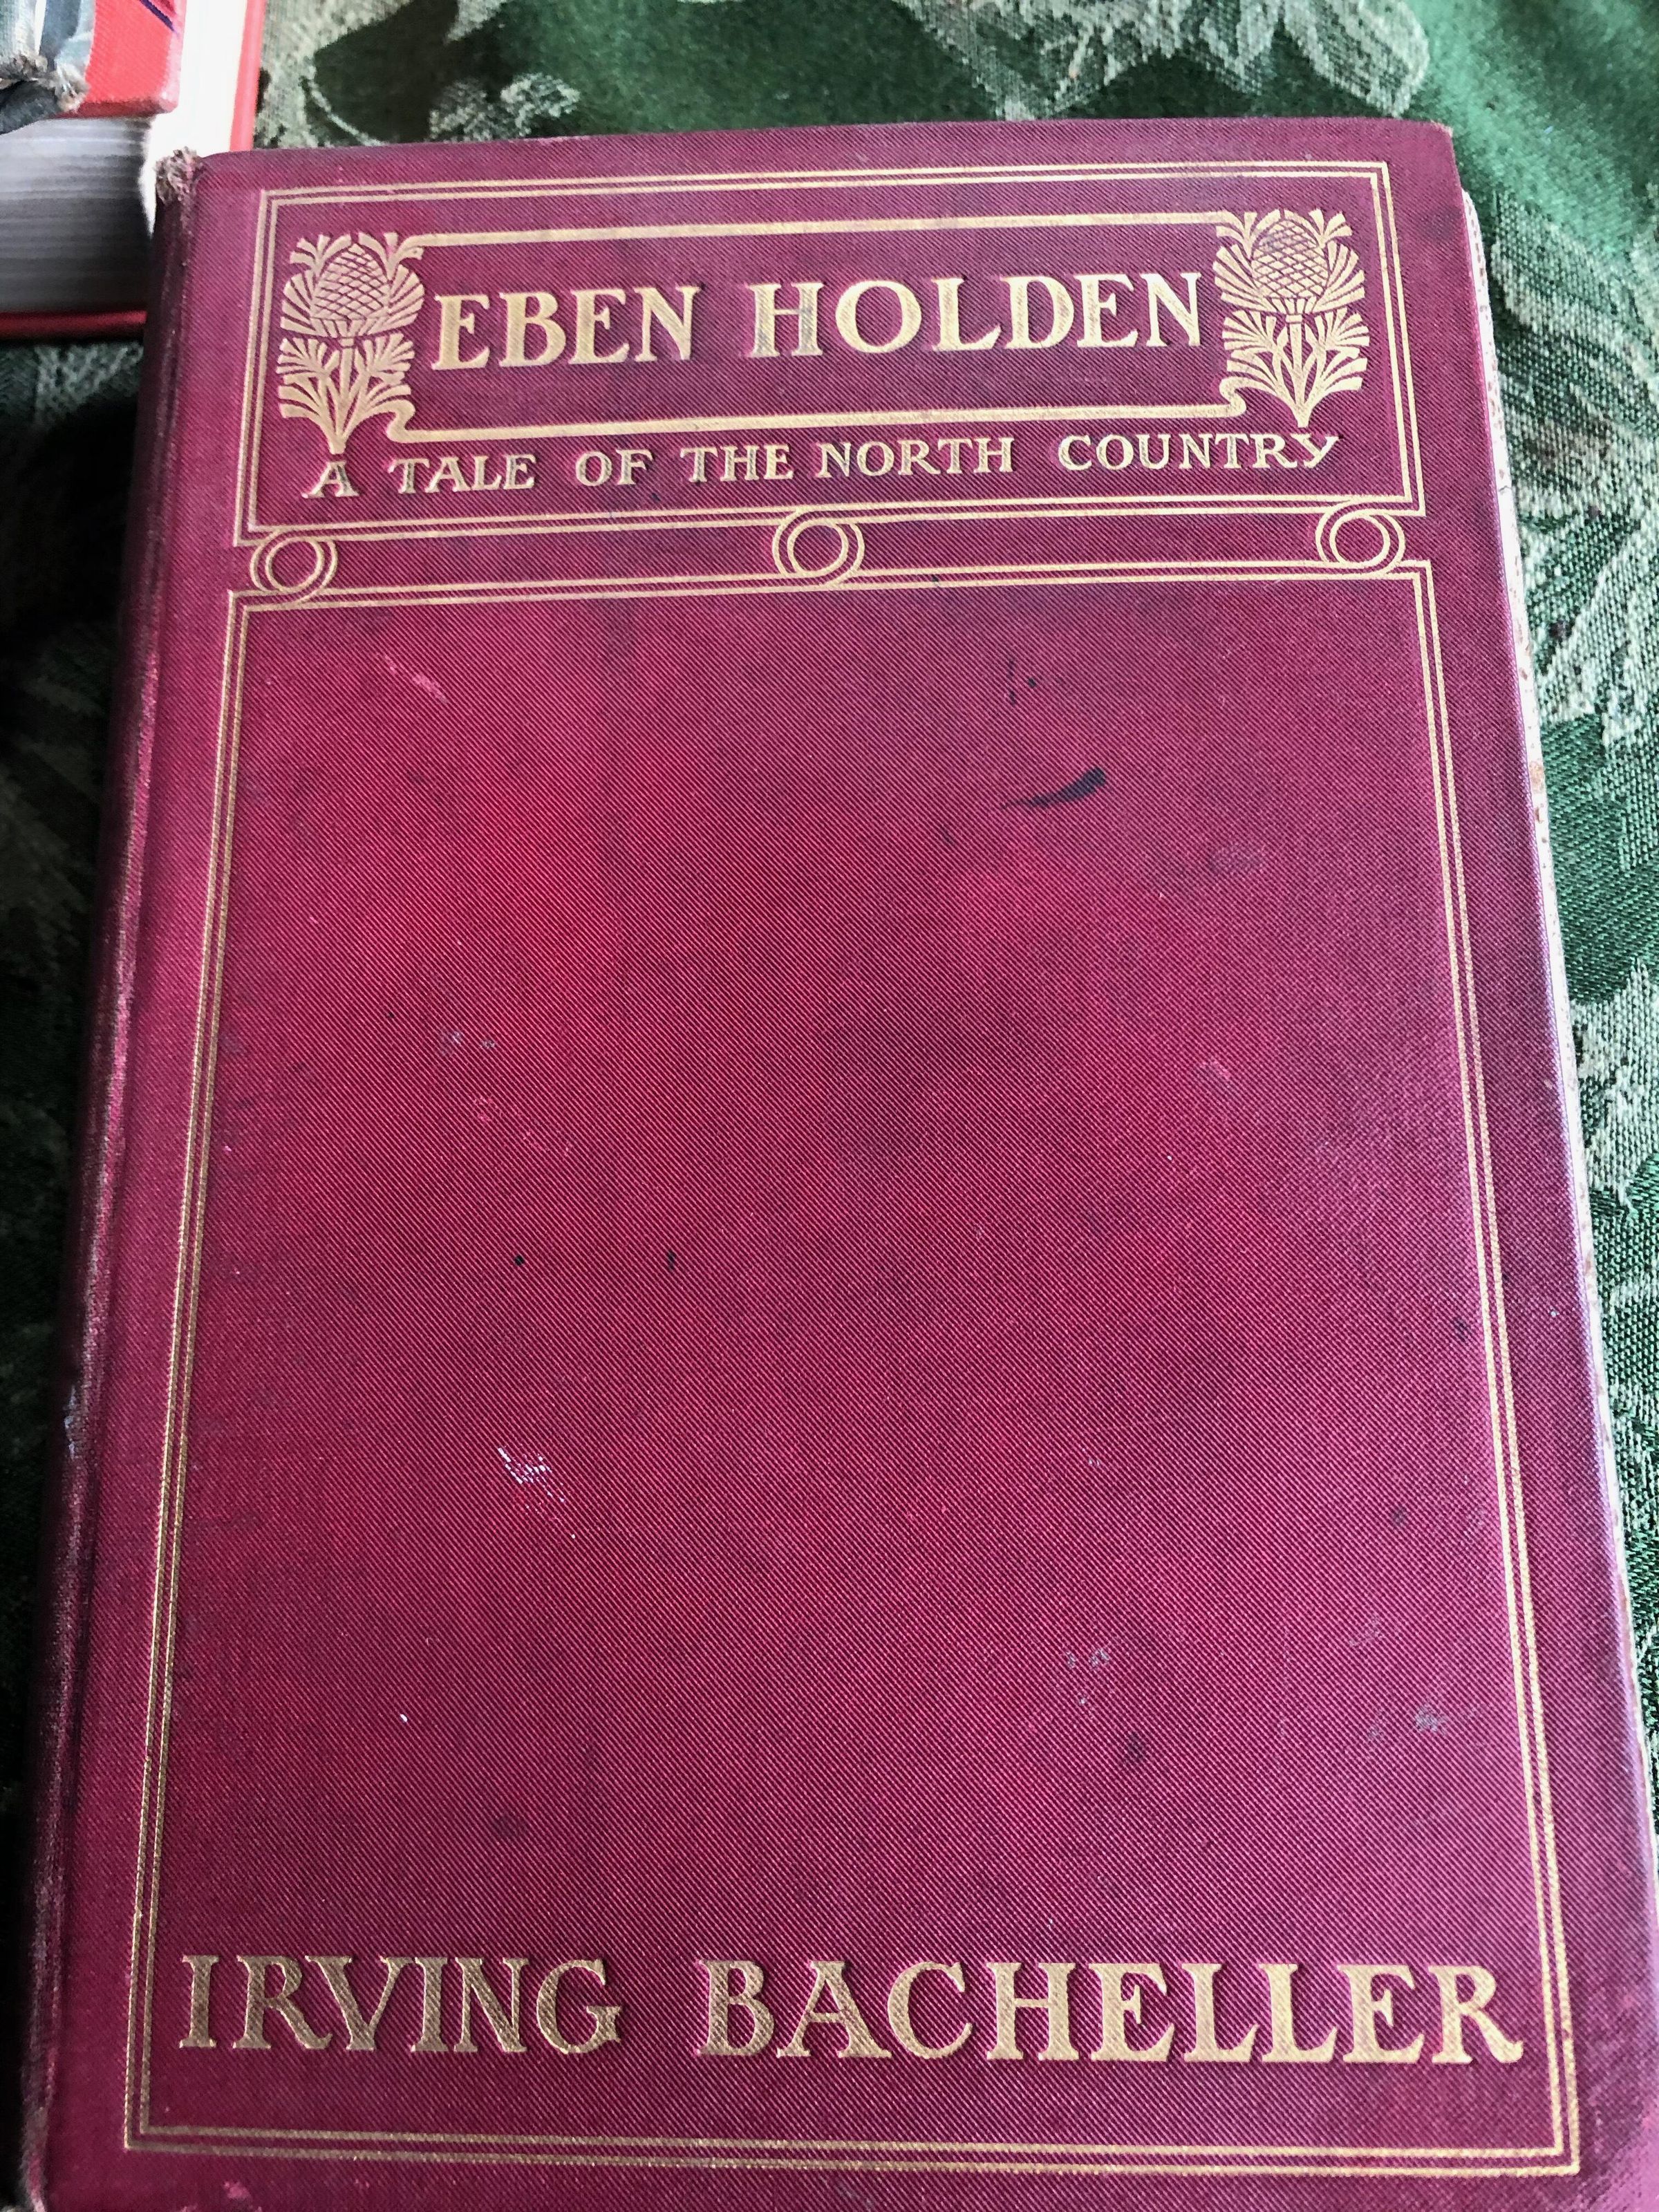 EBEN HOLDEN
A TALE OF THE NORTH COUNTRY
IRVING BACHELLER